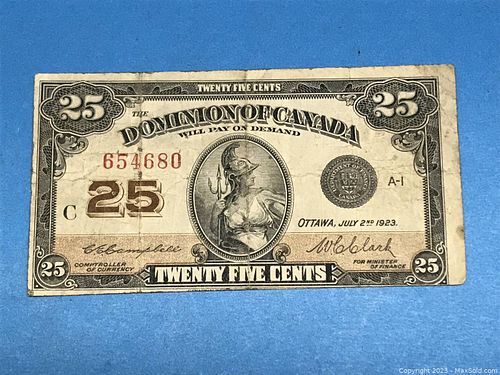 TWENTY FIVE CENTS
25 25
THE
DOMINION OF CANADA
WILL PAY ON DEMAND
654680
C 25
A-1
OTTAWA, JULY 2ND 1923.
COMPTROLLER
OF CURRENCY
FOR MINISTER
OF FINANCE
25 TWENTY FIVE CENTS 25
Copyright 2023 - MaxSold.com